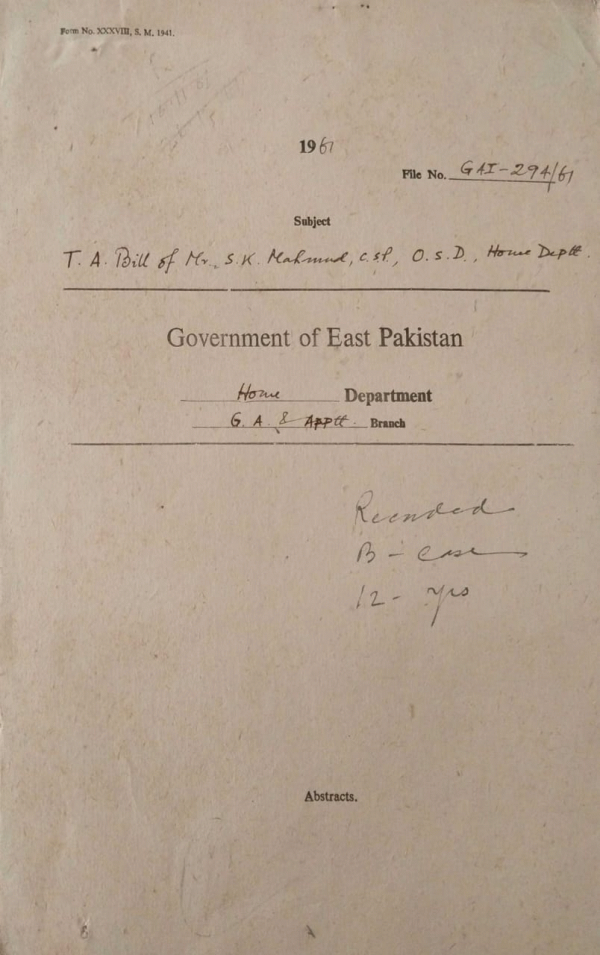 Form No. XXXVIII, S. M. 1941.
1961
File No. GAI-294/61
Subject
T. A. Bill of Mr. S. K. Mahmud, C.S.P., O. S. D., Home Deptt.
Government of East Pakistan
Home Department
G. A. & APPtt. Branch
Recorded
B - case
12 - yrs
Abstracts.